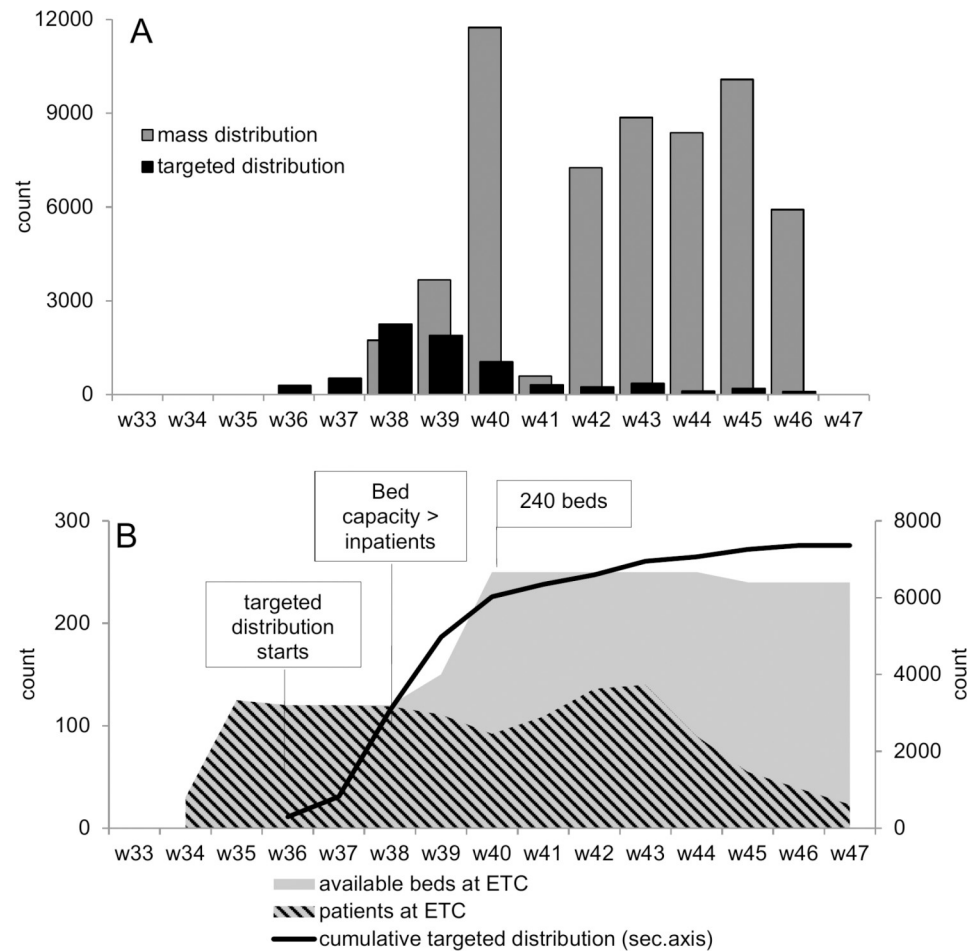 A
12000
9000
6000
3000
0
count
mass distribution
targeted distribution
w33 w34 w35 w36 w37 w38 w39 w40 w41 w42 w43 w44 w45 w46 w47
B
Bed
capacity >
inpatients
240 beds
targeted
distribution
starts
300
200
100
0
count
8000
6000
4000
2000
0
count
w33 w34 w35 w36 w37 w38 w39 w40 w41 w42 w43 w44 w45 w46 w47
available beds at ETC
patients at ETC
cumulative targeted distribution (sec.axis)